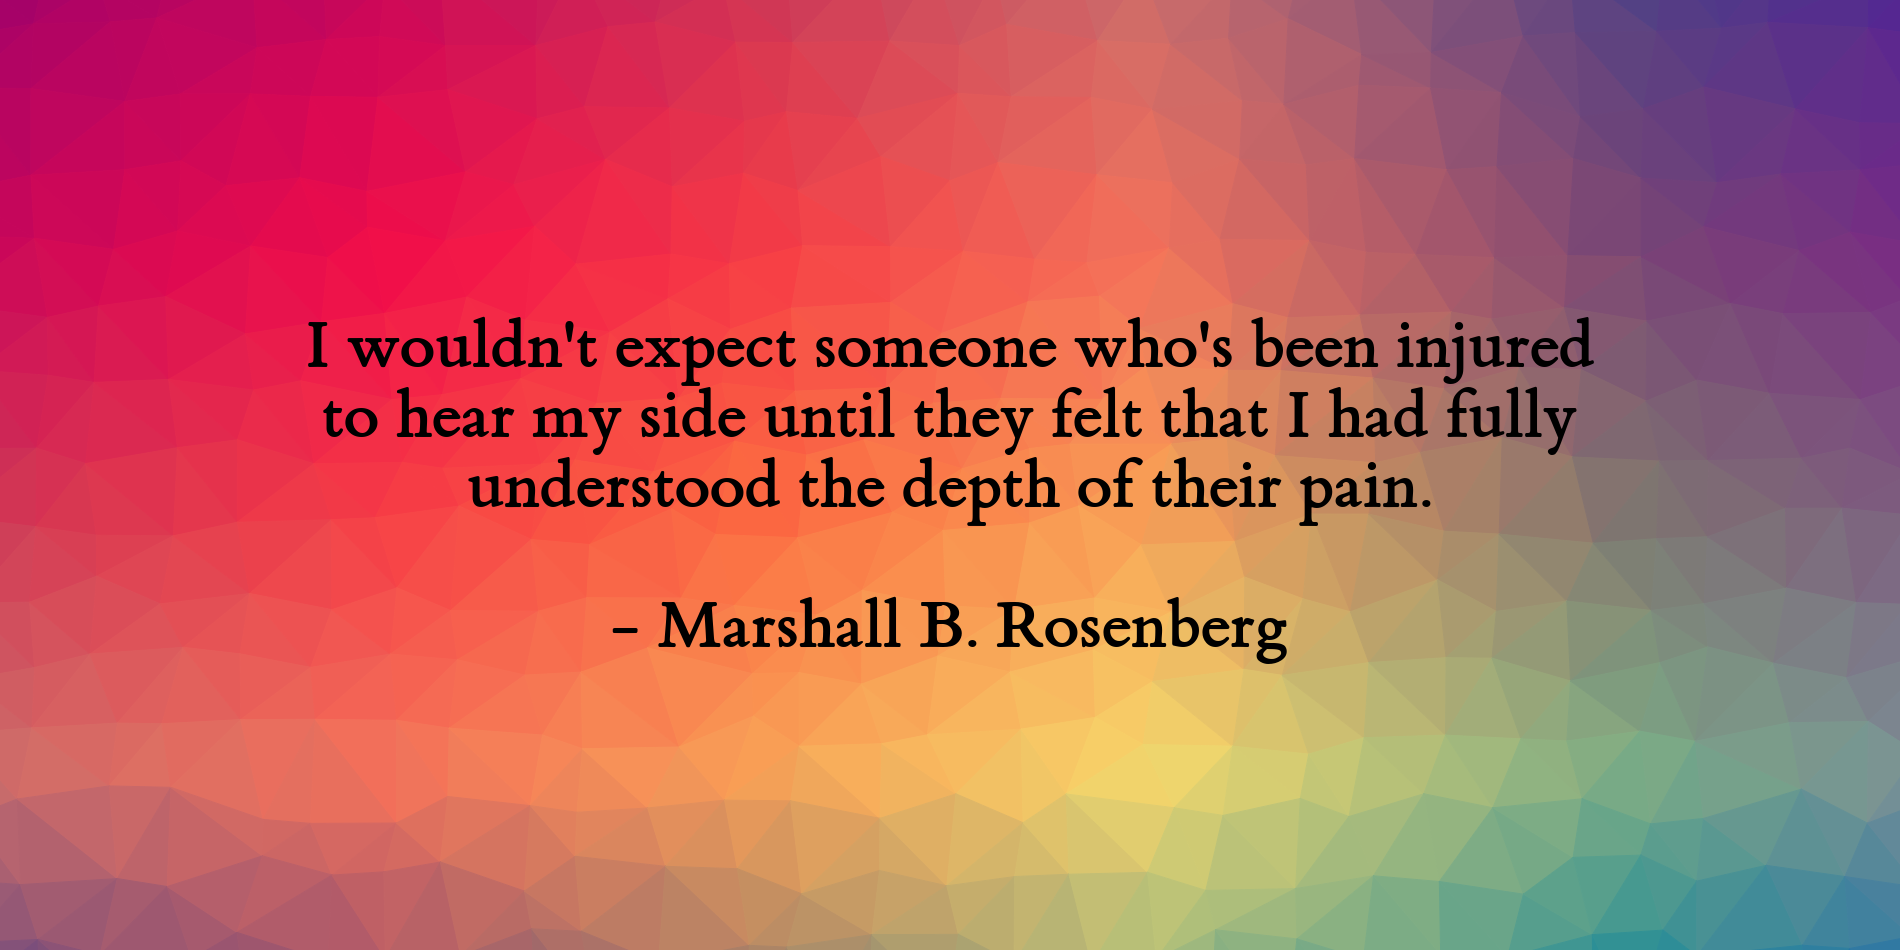 I wouldn't expect someone who's been injured
to hear my side until they felt that I had fully
understood the depth of their pain.
- Marshall B. Rosenberg